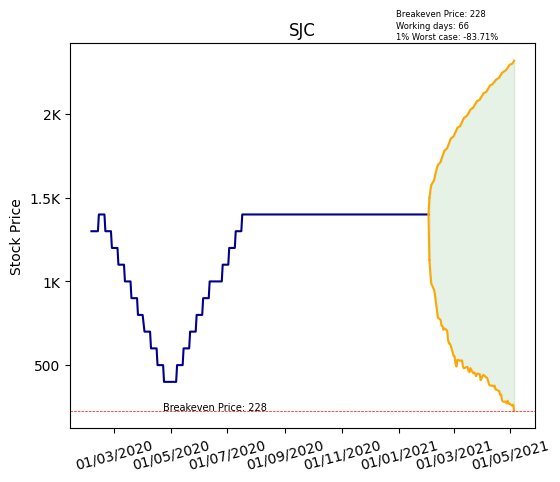 Breakeven Price: 228
Working days: 66
1% Worst case: -83.71%
SJC
Stock Price
2K
1.5K
1K
500
Breakeven Price: 228
01/03/2020
01/05/2020
01/07/2020
01/09/2020
01/11/2020
01/01/2021
01/03/2021
01/05/2021